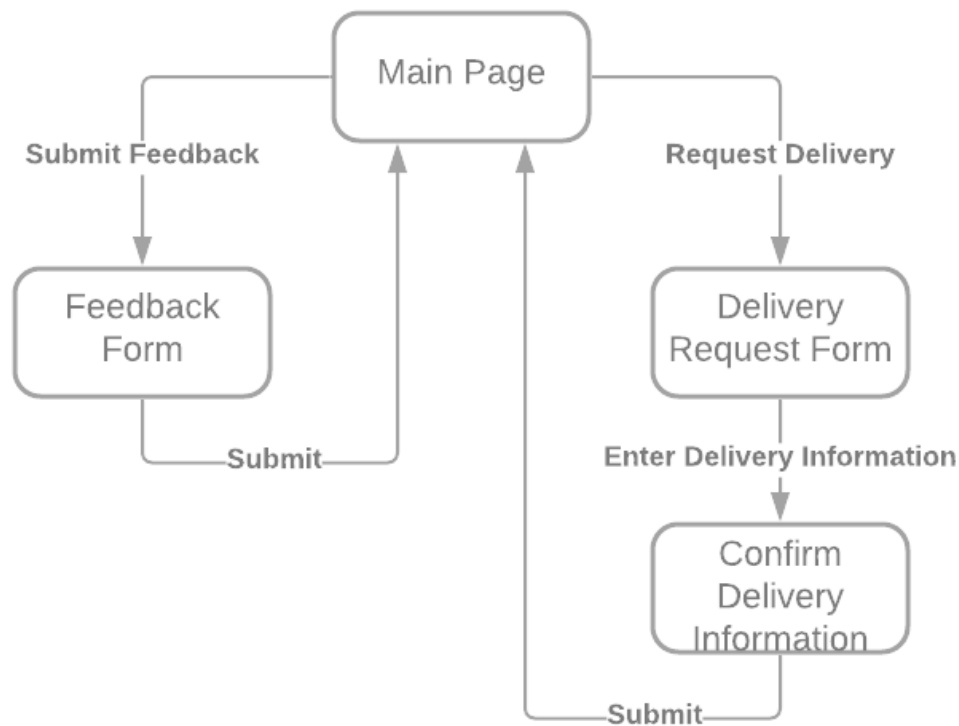 Main Page
Submit Feedback
Request Delivery
Feedback
Form
Delivery
Request Form
Submit
Enter Delivery Information
Confirm
Delivery
Information
Submit